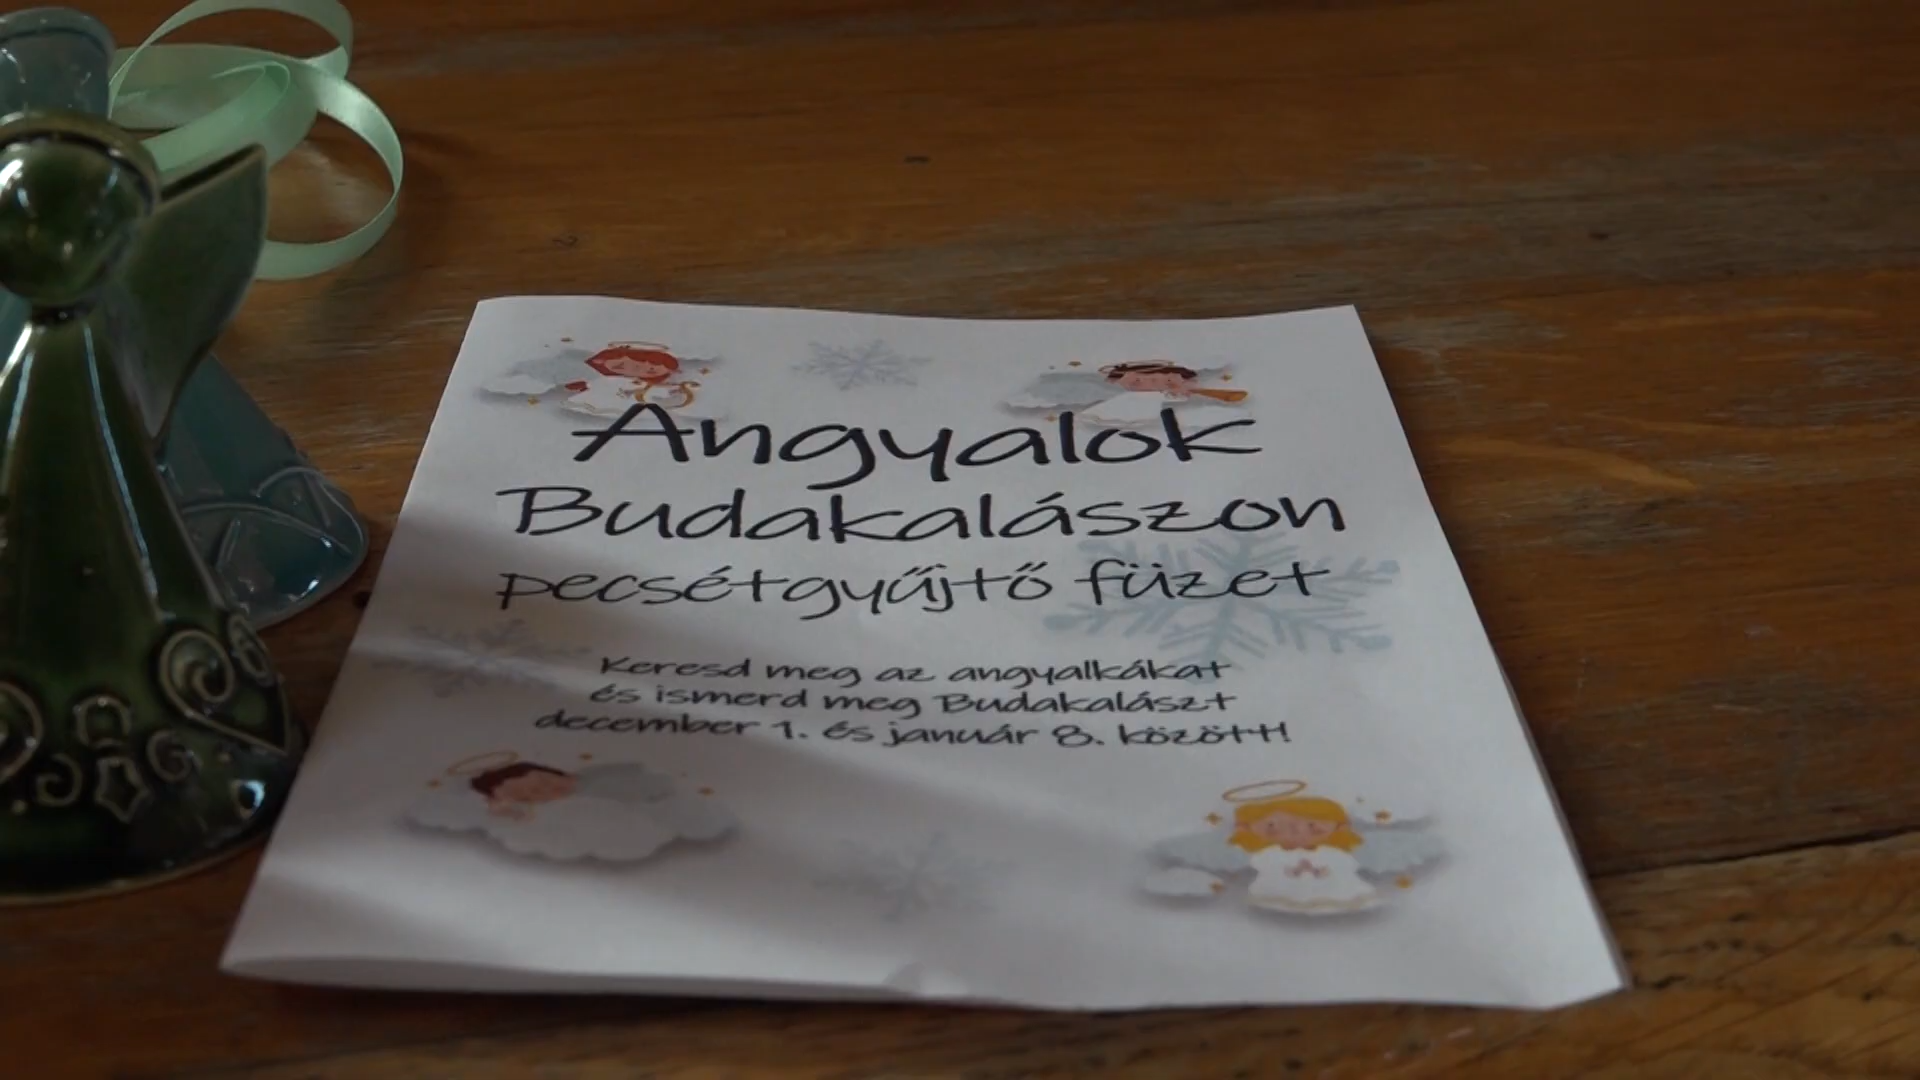 Angyalok
Budakalászon
pecsétgyűjtő füzet
Keresd meg az angyalkákat
és ismerd meg Budakalászt
december 1. és január 8. között!